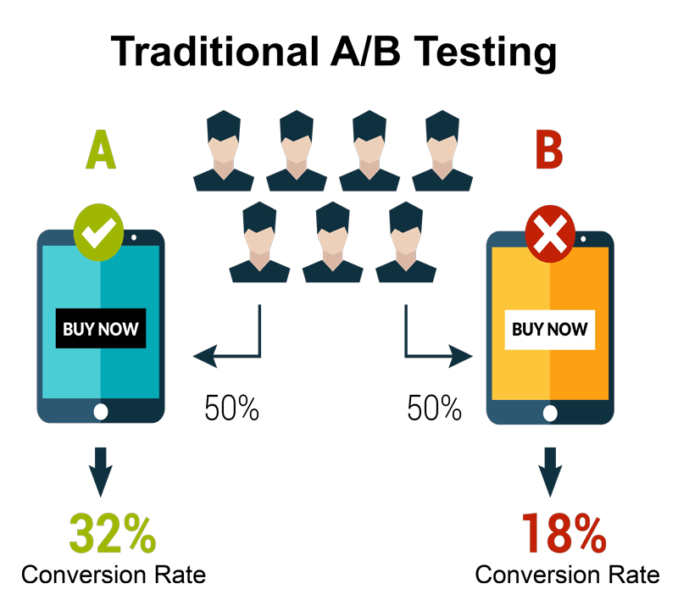 Traditional A/B Testing
A
B
BUY NOW
BUY NOW
50%
50%
32%
Conversion Rate
18%
Conversion Rate